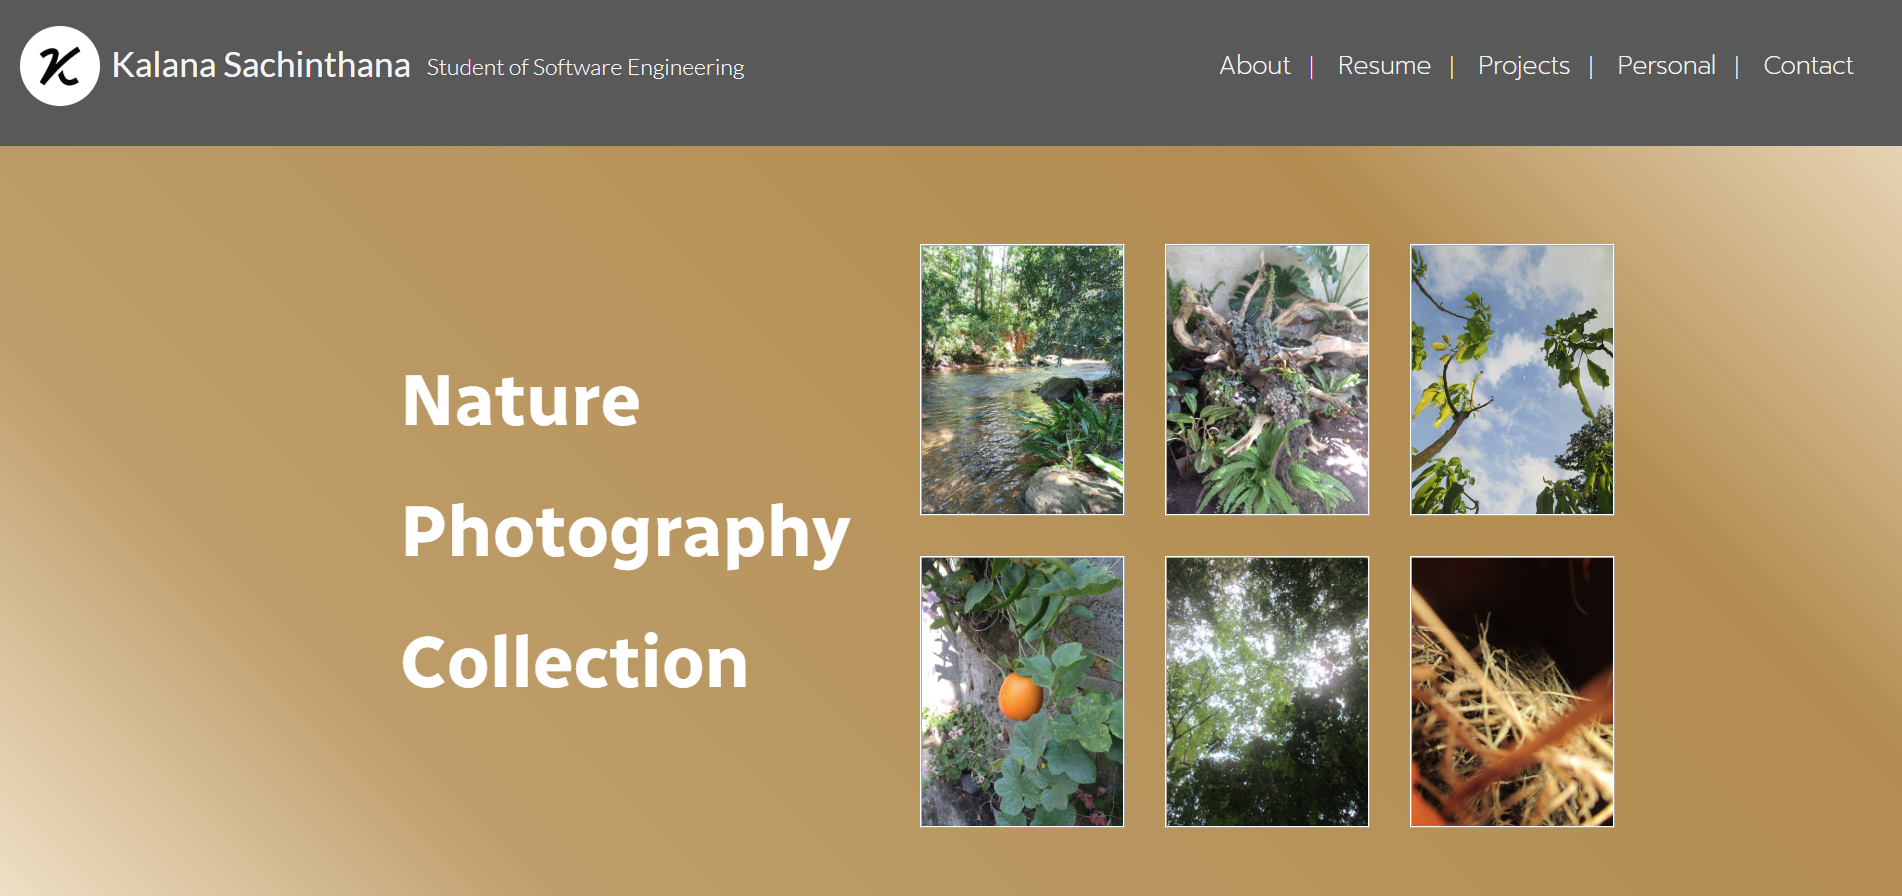 K Kalana Sachinthana Student of Software Engineering About | Resume | Projects | Personal | Contact
Nature
Photography
Collection